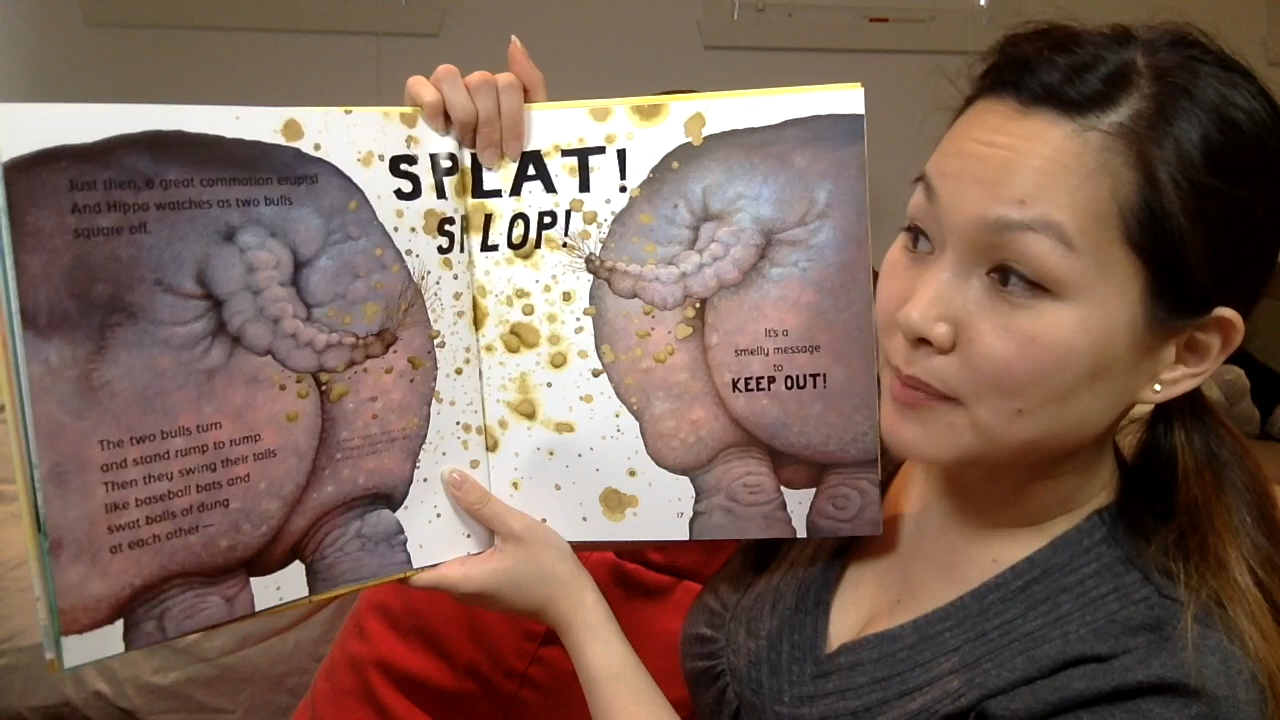 Just then, a great commotion erupts!
And Hippo watches as two bulls
square off.
The two bulls turn
and stand rump to rump.
Then they swing their tails
like baseball bats and
swat balls of dung
at each other—
SPLAT!
LOP!
It's a
smelly message
to
KEEP OUT!
17